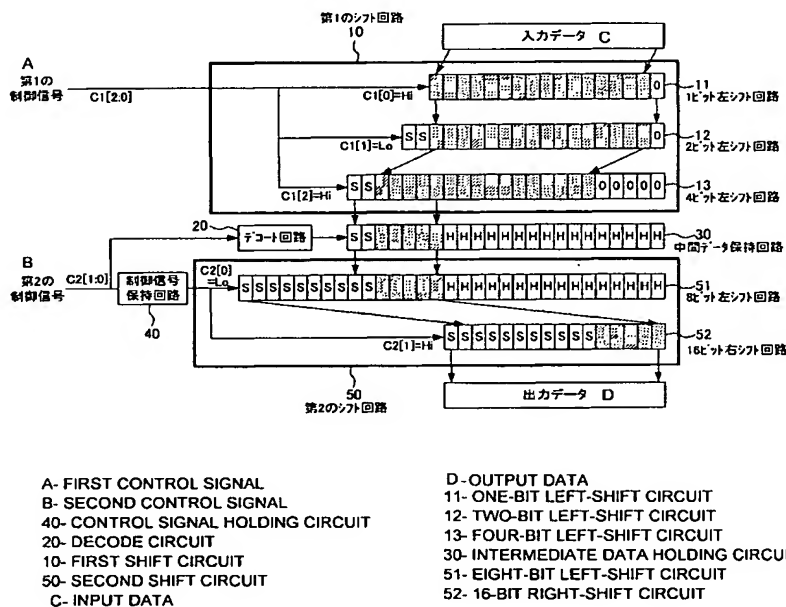 第1のシフト回路
10
入力データ C
A
第1の
制御信号
C1[2:0]
C1[0]=Hi
0
11
1ビット左シフト回路
C1[1]=Lo
S S 0
12
2ビット左シフト回路
C1[2]=Hi
S S 0 0 0 0 0
13
4ビット左シフト回路
20
デコート回路
S S H H H H H H H H H H H H H H H H
30
中間データ保持回路
B
第2の
制御信号
C2[1:0]
制御信号
保持回路
40
C2[0]
=Lo
S S S S S S S S S S H H H H H H H H H H H H H H H H
51
8ビット左シフト回路
C2[1]=Hi
S S S S S S S S S S S
52
16ビット右シフト回路
50
第2のシフト回路
出力データ D
A- FIRST CONTROL SIGNAL
B- SECOND CONTROL SIGNAL
40- CONTROL SIGNAL HOLDING CIRCUIT
20- DECODE CIRCUIT
10- FIRST SHIFT CIRCUIT
50- SECOND SHIFT CIRCUIT
C- INPUT DATA
D- OUTPUT DATA
11- ONE-BIT LEFT-SHIFT CIRCUIT
12- TWO-BIT LEFT-SHIFT CIRCUIT
13- FOUR-BIT LEFT-SHIFT CIRCUIT
30- INTERMEDIATE DATA HOLDING CIRCU
51- EIGHT-BIT LEFT-SHIFT CIRCUIT
52- 16-BIT RIGHT-SHIFT CIRCUIT